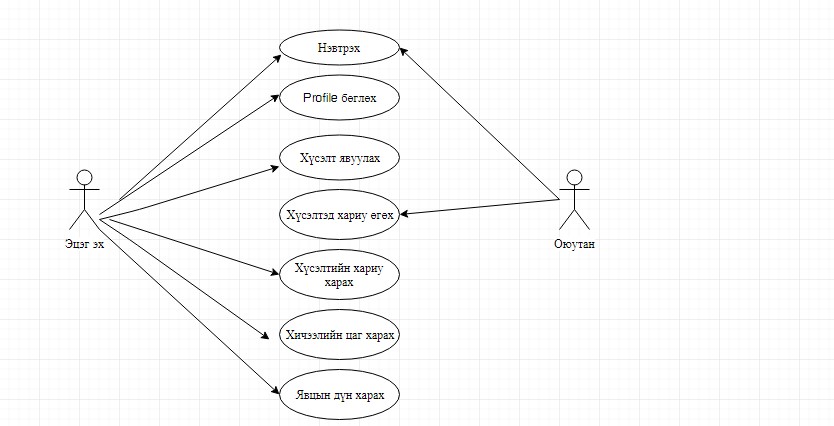 Нэвтрэх
Profile бөглөх
Хүсэлт явуулах
Хүсэлтэд хариу өгөх
Эцэг эх
Оюутан
Хүсэлтийн хариу
харах
Хичээлийн цаг харах
Явцын дүн харах